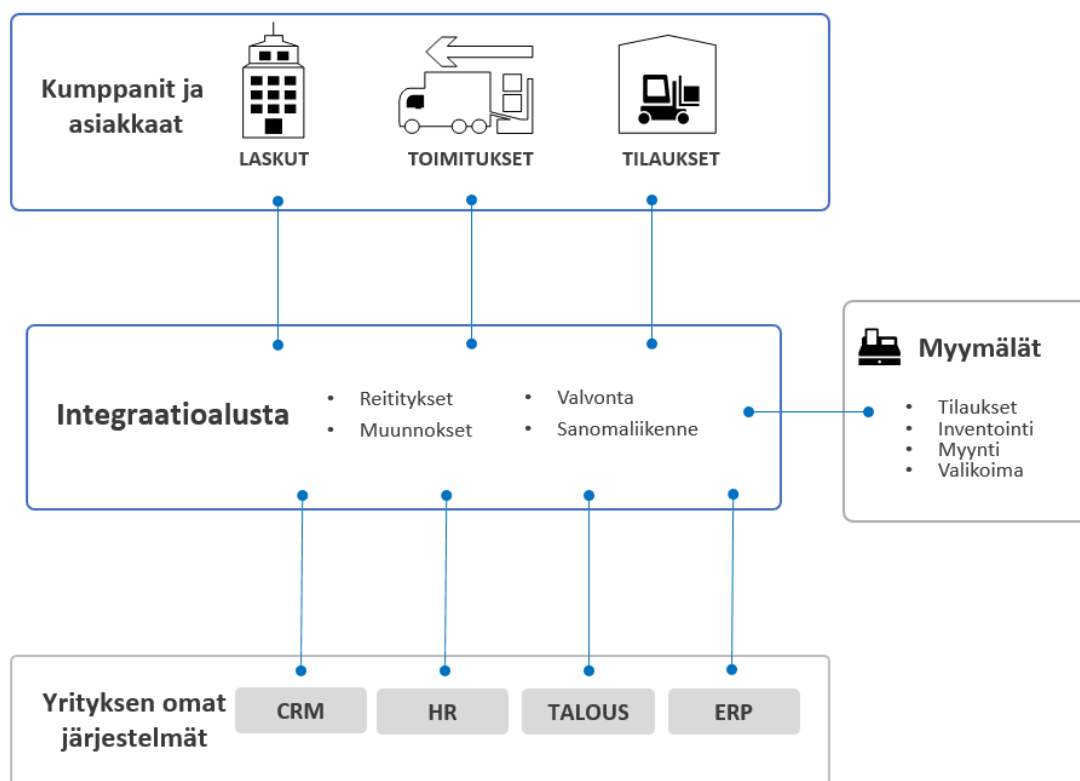 Kumppanit ja
asiakkaat
LASKUT
TOIMITUKSET
TILAUKSET
Integraatioalusta
• Reititykset
• Muunnokset
• Valvonta
• Sanomaliikenne
Myymälät
• Tilaukset
• Inventointi
• Myynti
• Valikoima
Yrityksen omat
järjestelmät
CRM
HR
TALOUS
ERP